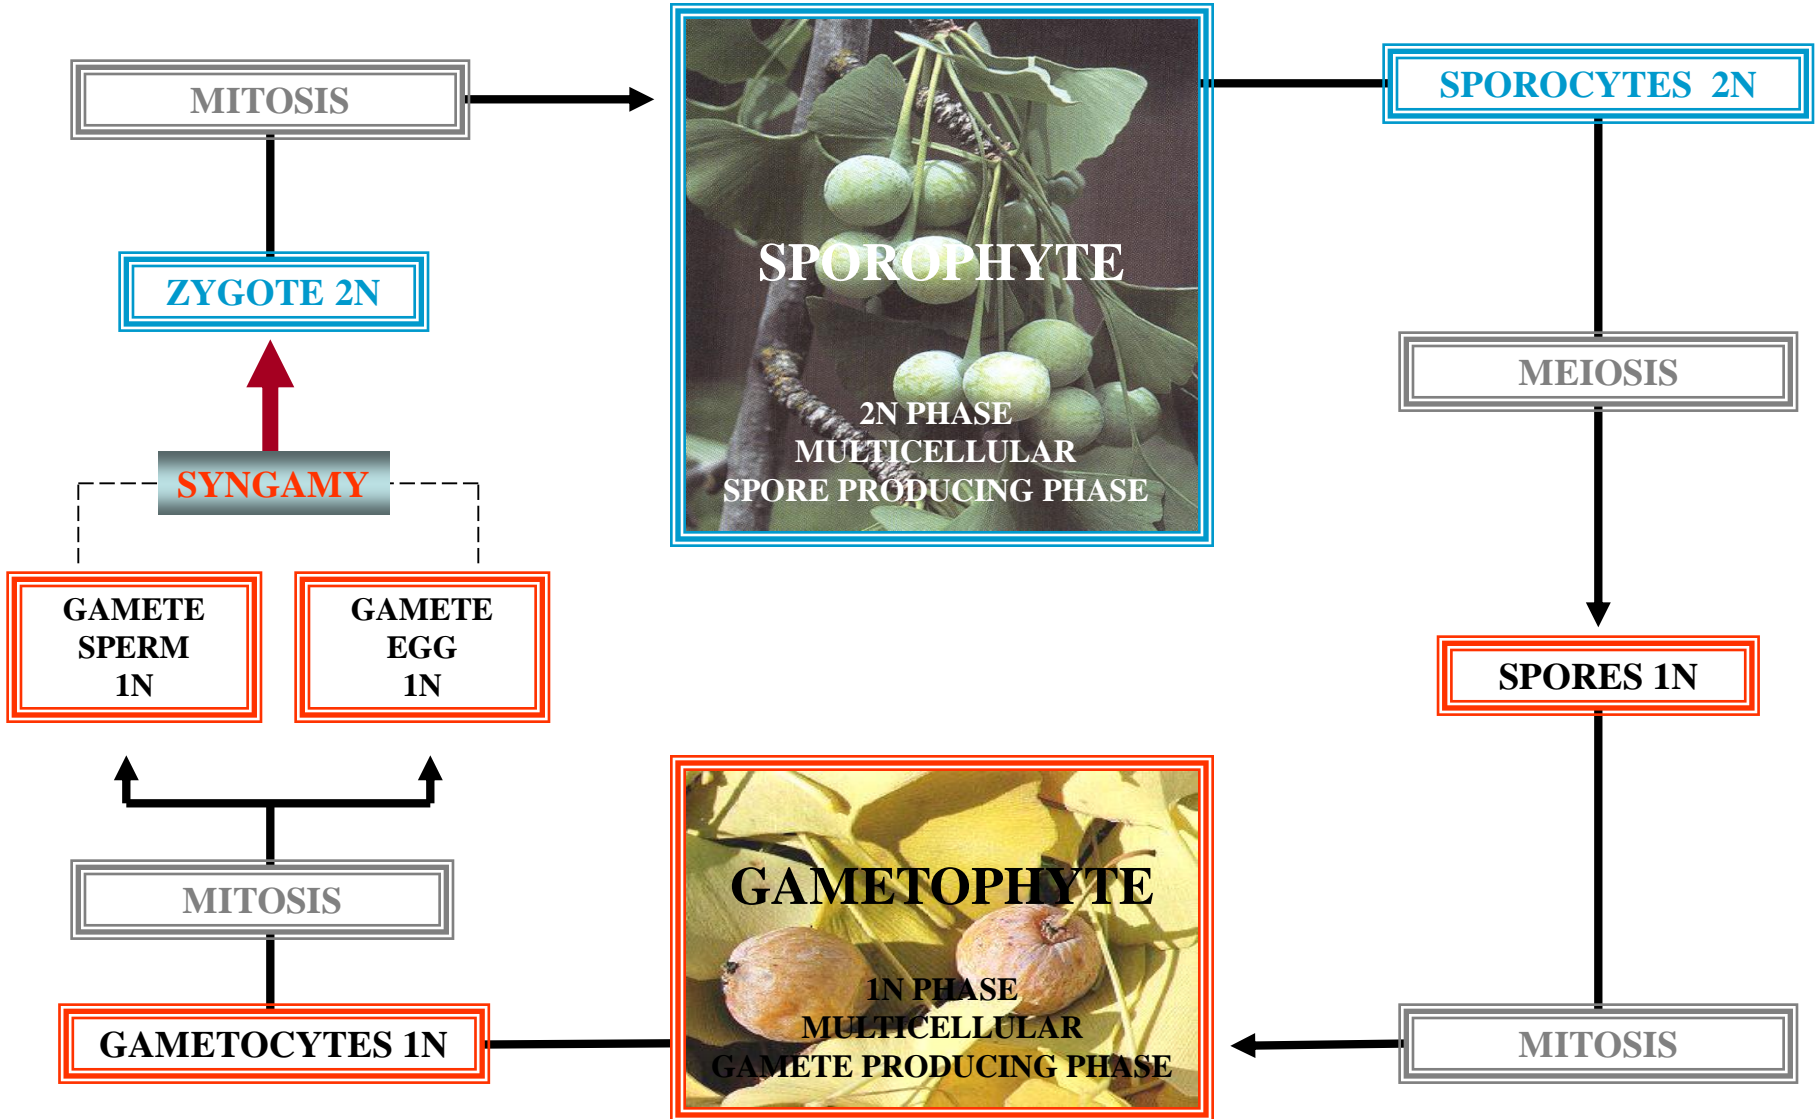 MITOSIS
SPOROCYTES 2N
ZYGOTE 2N
SPOROPHYTE
2N PHASE
MULTICELLULAR
SPORE PRODUCING PHASE
MEIOSIS
SYNGAMY
GAMETE
SPERM
1N
GAMETE
EGG
1N
SPORES 1N
MITOSIS
GAMETOPHYTE
1N PHASE
MULTICELLULAR
GAMETE PRODUCING PHASE
GAMETOCYTES 1N
MITOSIS